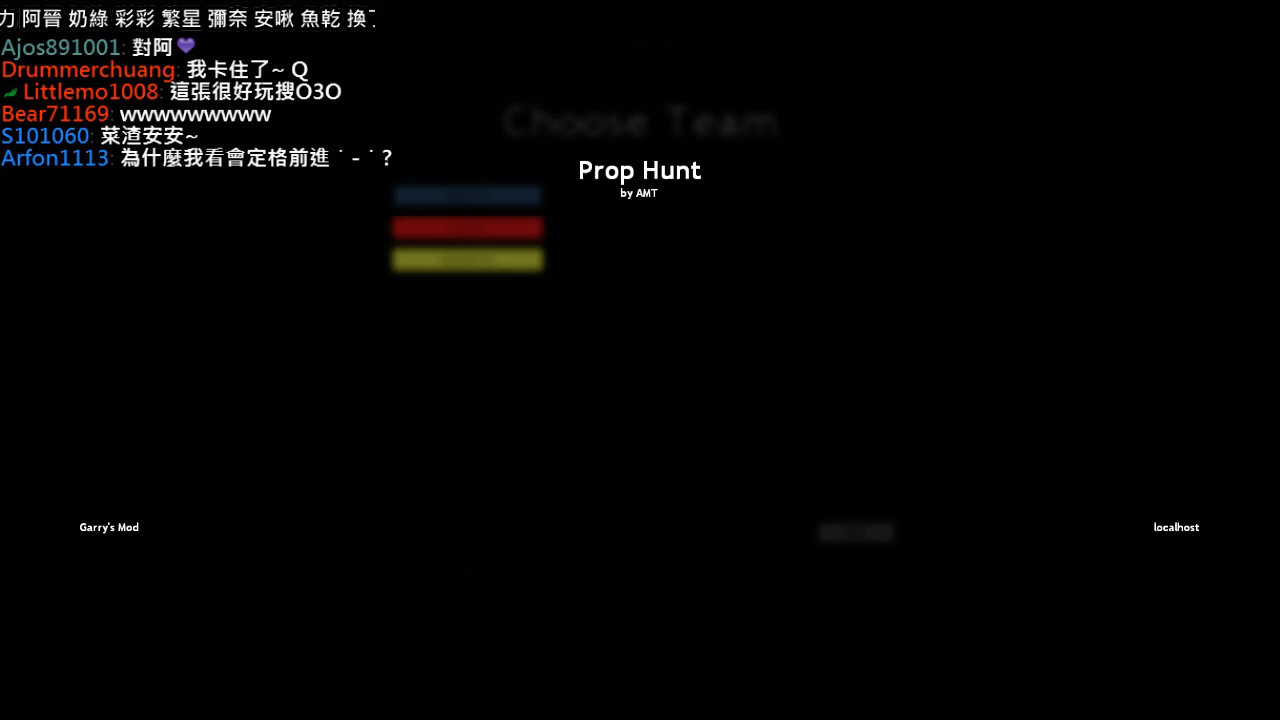 力 阿晉 奶綠 彩彩 繁星 彌奈 安啾 魚乾 換
Ajos891001: 對阿💜
Drummerchuang: 我卡住了~ Q
Littlemo1008: 這張很好玩搜O3O
Bear71169: wwwwwwwwww
S101060: 菜渣安安~
Arfon1113: 為什麼我看會定格前進 ˙ - ˙ ?
Choose Team
Prop Hunt
by AMT
Garry's Mod
localhost